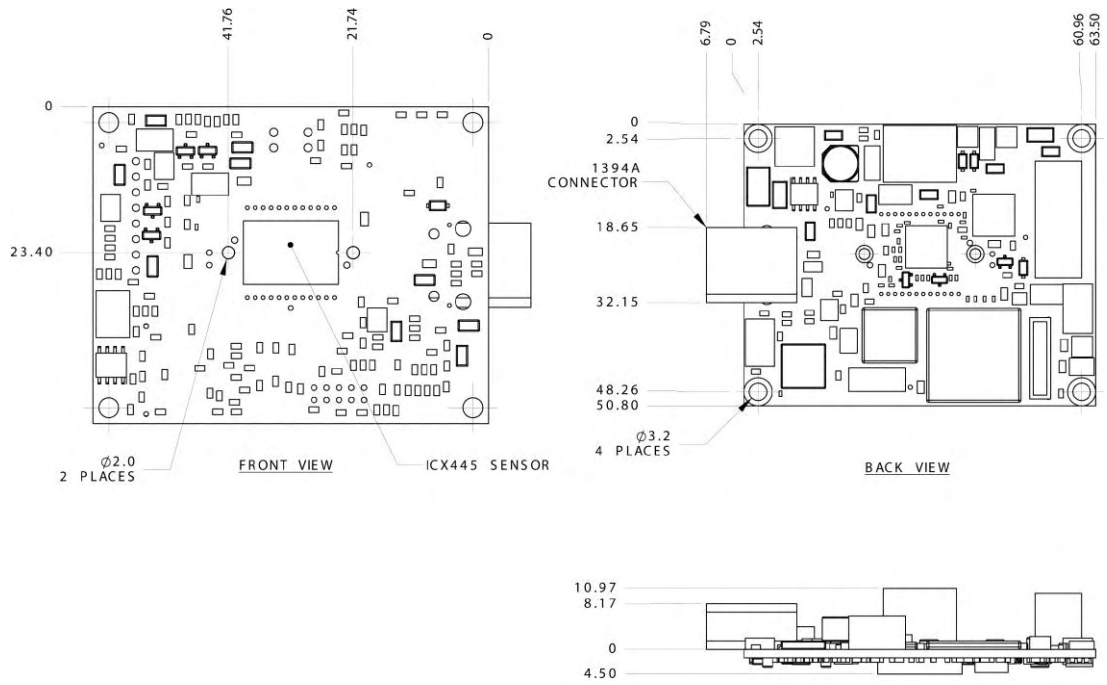 41.76
21.74
0
0
23.40
Ø2.0
2 PLACES
FRONT VIEW
ICX445 SENSOR
6.79
0
2.54
60.96
63.50
0
2.54
1394A
CONNECTOR
18.65
32.15
48.26
50.80
Ø3.2
4 PLACES
BACK VIEW
10.97
8.17
0
4.50